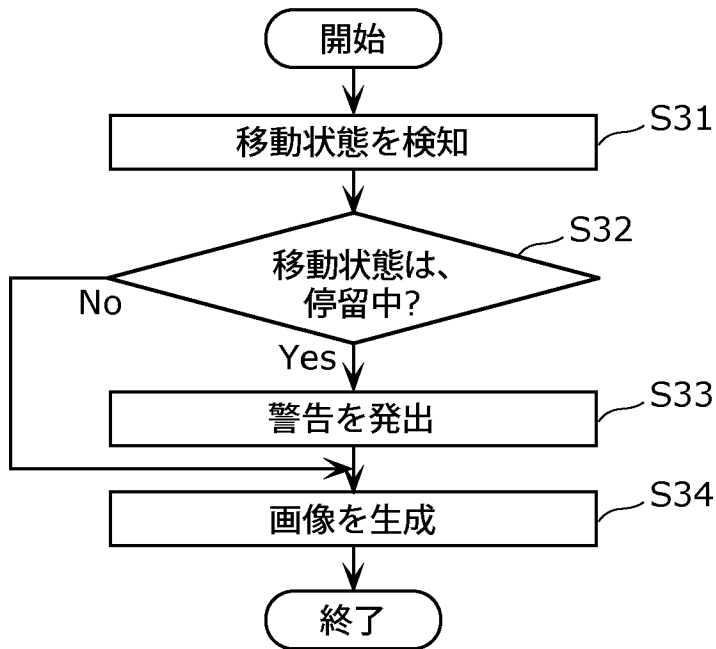 開始
移動状態を検知
S31
移動状態は、
停留中?
S32
No
Yes
警告を発出
S33
画像を生成
S34
終了